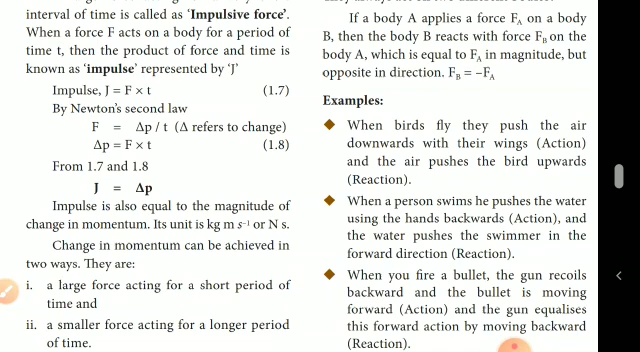 interval of time is called as 'Impulsive force'.
When a force F acts on a body for a period of
time t, then the product of force and time is
known as 'impulse' represented by 'J'
Impulse, J = F x t (1.7)
By Newton's second law
F = Δp / t (Δ refers to change)
Δp = F x t (1.8)
From 1.7 and 1.8
J = Δp
Impulse is also equal to the magnitude of
change in momentum. Its unit is kg m s⁻¹ or N s.
Change in momentum can be achieved in
two ways. They are:
i. a large force acting for a short period of
time and
ii. a smaller force acting for a longer period
of time.
If a body A applies a force F_A on a body
B, then the body B reacts with force F_B on the
body A, which is equal to F_A in magnitude, but
opposite in direction. F_B = −F_A
Examples:
When birds fly they push the air
downwards with their wings (Action)
and the air pushes the bird upwards
(Reaction).
When a person swims he pushes the water
using the hands backwards (Action), and
the water pushes the swimmer in the
forward direction (Reaction).
When you fire a bullet, the gun recoils
backward and the bullet is moving
forward (Action) and the gun equalises
this forward action by moving backward
(Reaction).